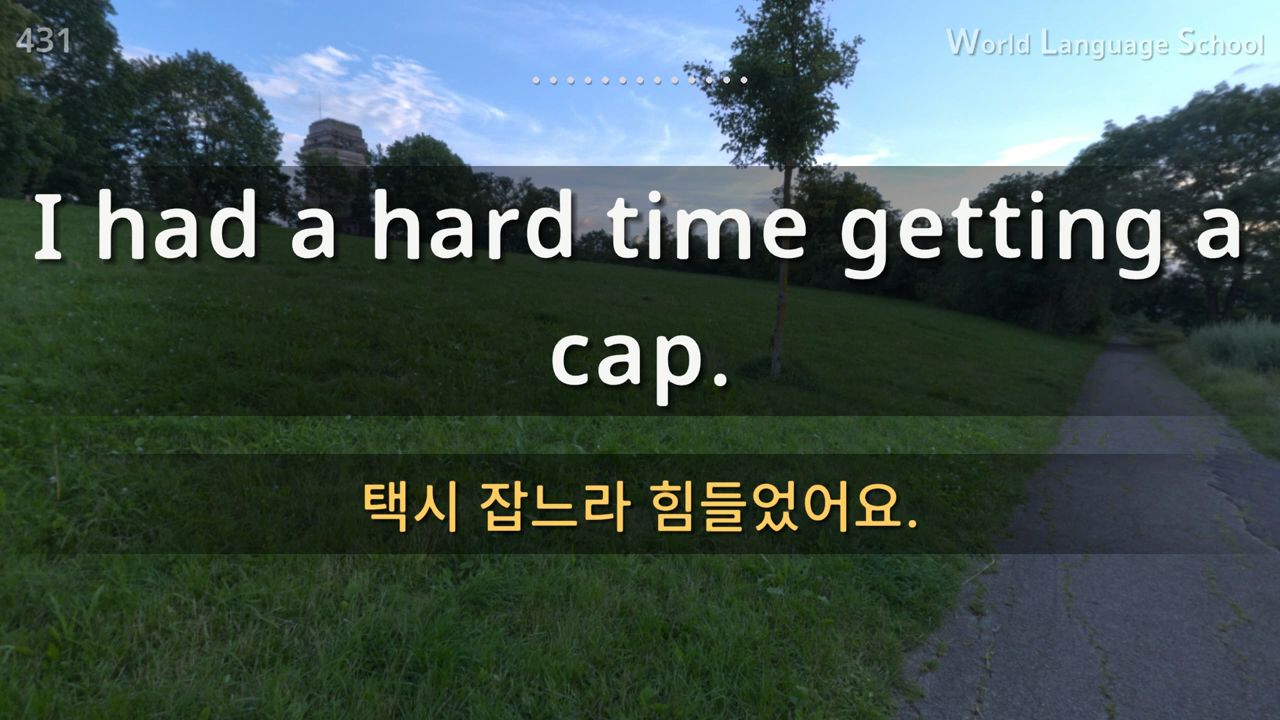 431
World Language School
I had a hard time getting a
cap.
택시 잡느라 힘들었어요.